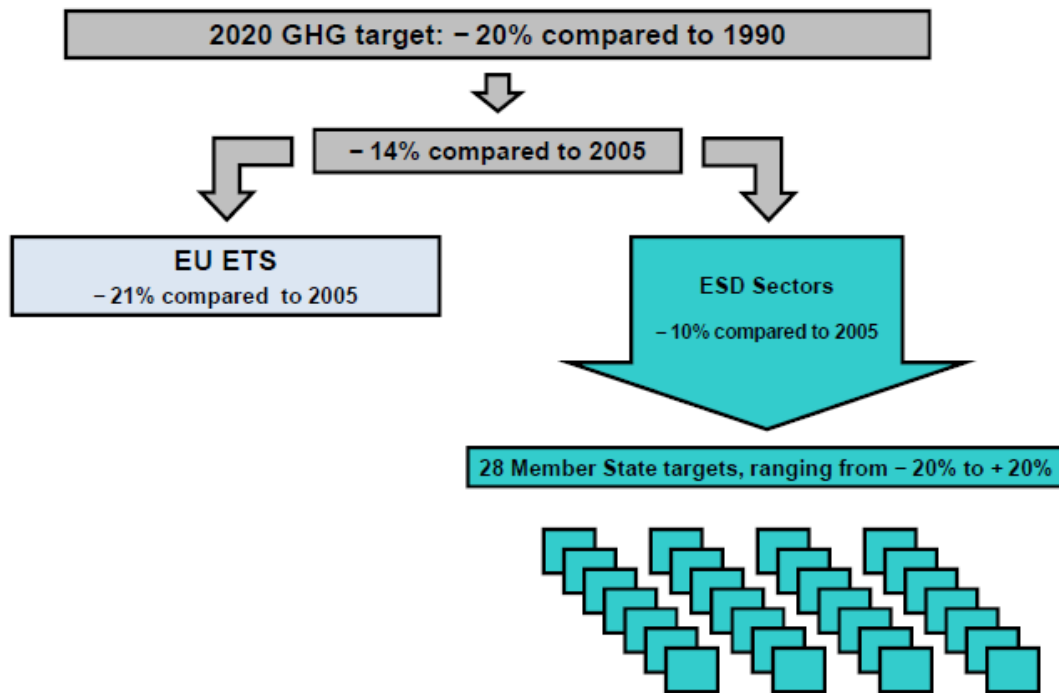 2020 GHG target: − 20% compared to 1990
− 14% compared to 2005
EU ETS
− 21% compared to 2005
ESD Sectors
− 10% compared to 2005
28 Member State targets, ranging from − 20% to + 20%